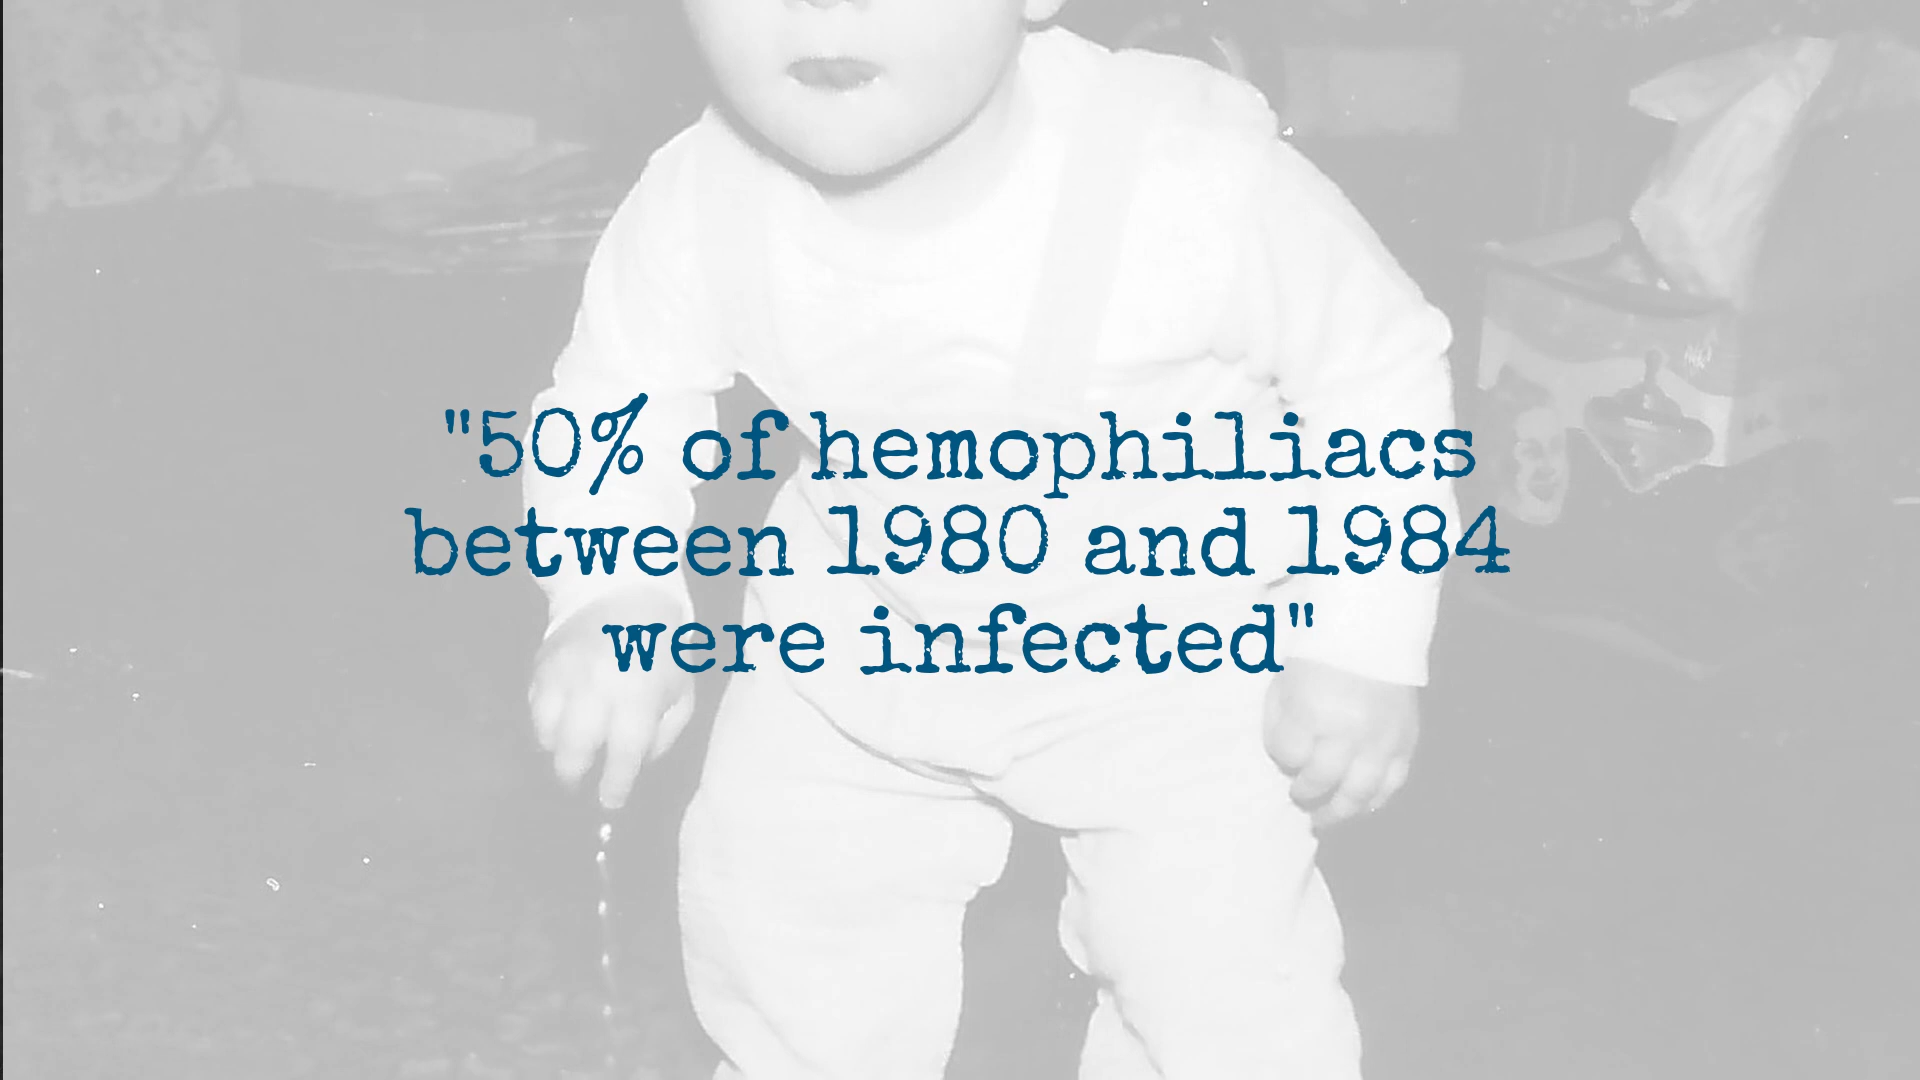 "50% of hemophiliacs
between 1980 and 1984
were infected"